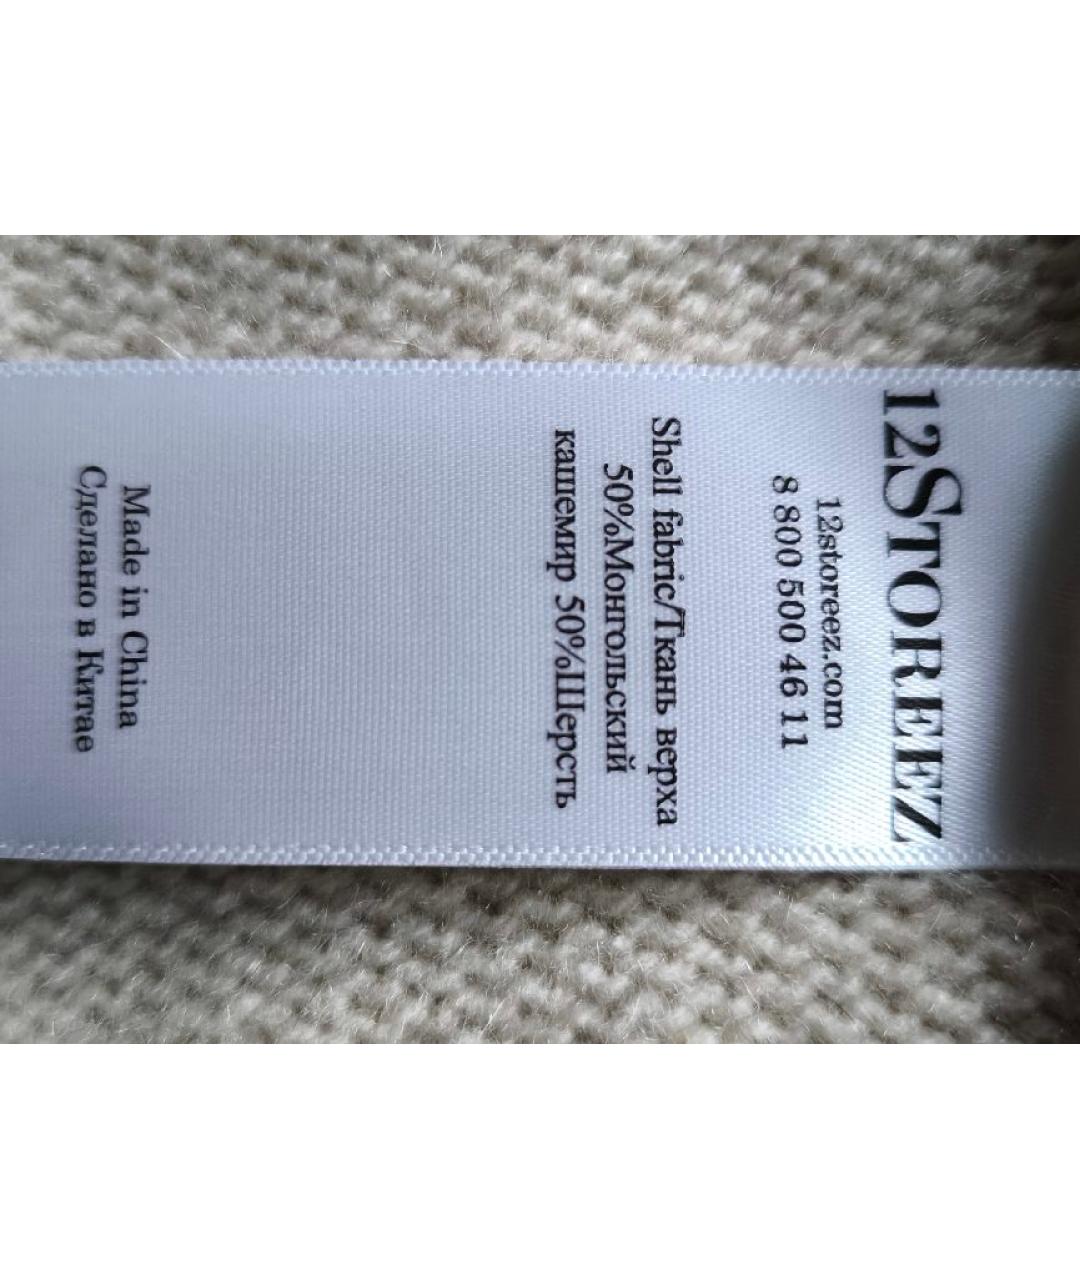 12STOREEZ
12storeez.com
8 800 500 46 11
Shell fabric/Ткань верха
50%Монгольский
кашемир 50%Шерсть
Made in China
Сделано в Китае